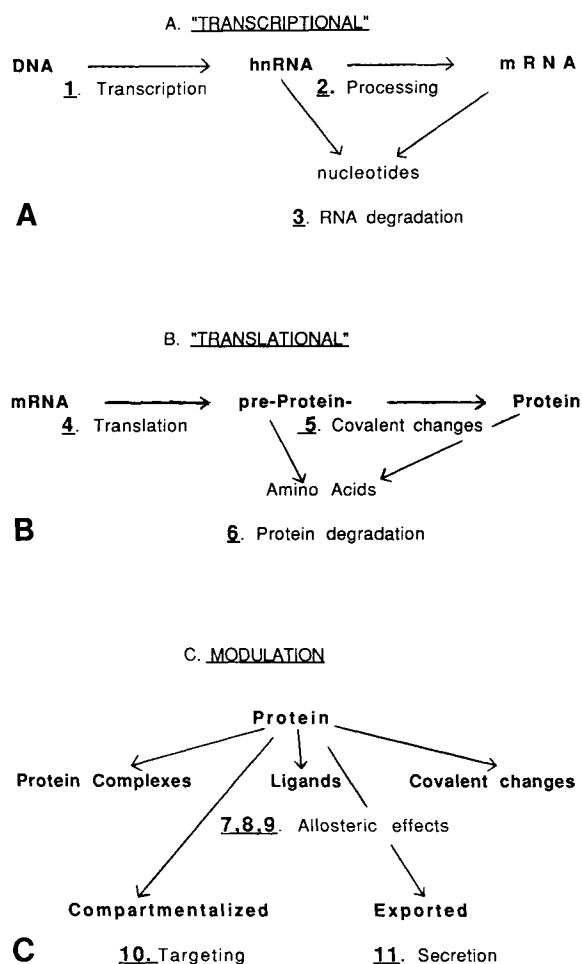 A. "TRANSCRIPTIONAL"
DNA hnRNA mRNA
1. Transcription 2. Processing
nucleotides
A
3. RNA degradation
B. "TRANSLATIONAL"
mRNA pre-Protein- Protein
4. Translation 5. Covalent changes
Amino Acids
B
6. Protein degradation
C. MODULATION
Protein
Protein Complexes Ligands Covalent changes
7,8,9. Allosteric effects
Compartmentalized Exported
C
10. Targeting 11. Secretion